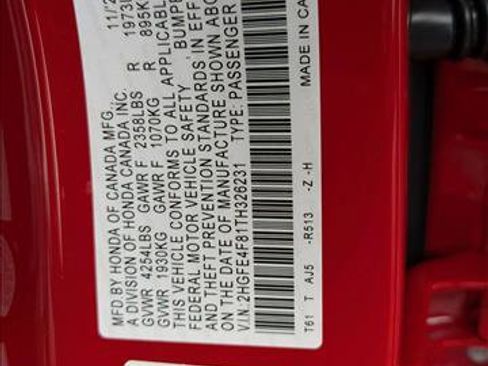 MFD. BY HONDA OF CANADA MFG.,
A DIVISION OF HONDA CANADA INC. 11/2
GVWR 4254LBS GAWR F 2358LBS R 1973L
GVWR 1930KG GAWR F 1070KG R 895K
THIS VEHICLE CONFORMS TO ALL APPLICABLE
FEDERAL MOTOR VEHICLE SAFETY BUMPE
AND THEFT PREVENTION STANDARDS IN EFF
ON THE DATE OF MANUFACTURE SHOWN ABO
V.I.N: 2HGFE4F81TH326231 TYPE: PASSENGER
T61 T AJ5 -R513 -Z -H MADE IN CA